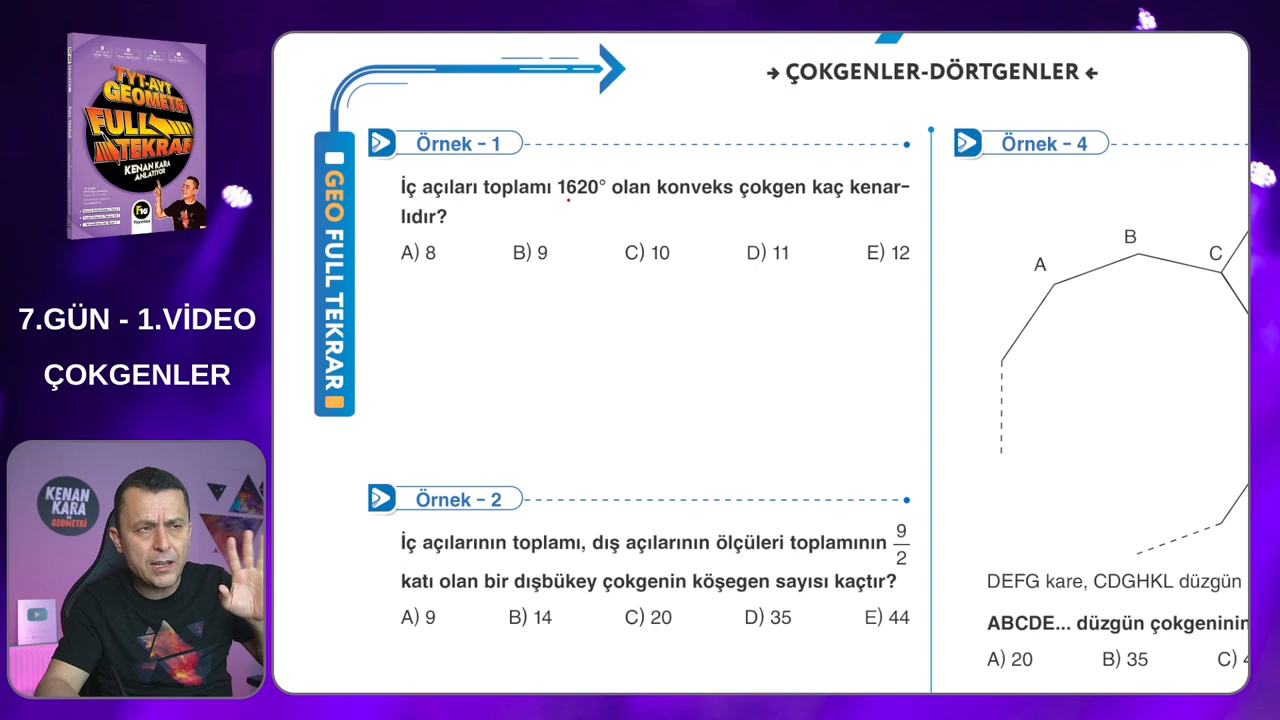 TYT-AYT
GEOMETRİ
FULL
TEKRAR
KENAN KARA
ANLATIYOR
7.GÜN - 1.VİDEO
ÇOKGENLER
KENAN
KARA
GEOMETRİ
GEO FULL TEKRAR
→ ÇOKGENLER-DÖRTGENLER ←
Örnek - 1
İç açıları toplamı 1620° olan konveks çokgen kaç kenar-
lıdır?
A) 8 B) 9 C) 10 D) 11 E) 12
Örnek - 2
İç açılarının toplamı, dış açılarının ölçüleri toplamının 9/2
katı olan bir dışbükey çokgenin köşegen sayısı kaçtır?
A) 9 B) 14 C) 20 D) 35 E) 44
Örnek - 4
A
B
C
DEFG kare, CDGHKL düzgün
ABCDE... düzgün çokgeninin
A) 20 B) 35 C)